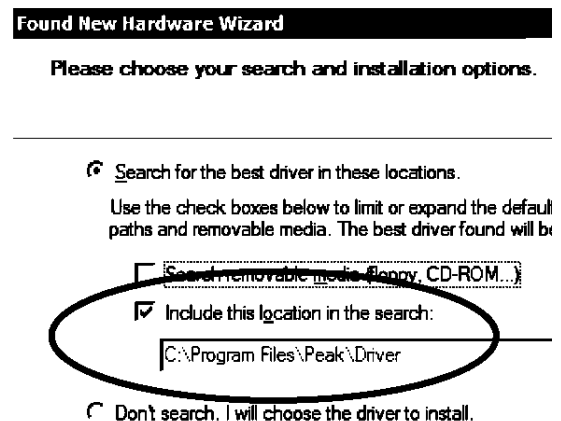 Found New Hardware Wizard
Please choose your search and installation options.
Search for the best driver in these locations.
Use the check boxes below to limit or expand the defaul
paths and removable media. The best driver found will be
Search removable media (floppy, CD-ROM...)
Include this location in the search:
C:\Program Files\Peak\Driver
Don't search. I will choose the driver to install.